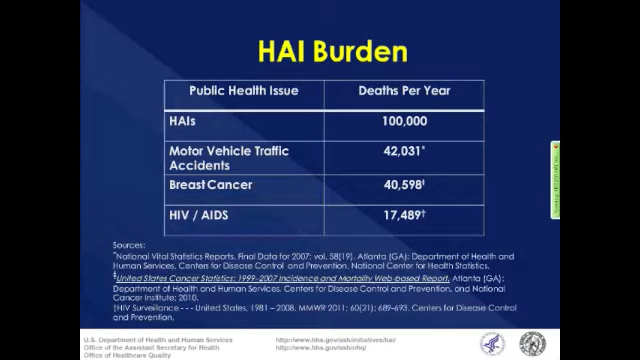 HAI Burden
Public Health Issue Deaths Per Year
HAIs 100,000
Motor Vehicle Traffic Accidents 42,031*
Breast Cancer 40,598‡
HIV / AIDS 17,489†
Sources:
*National Vital Statistics Reports. Final Data for 2007; vol. 58(19). Atlanta (GA): Department of Health and
Human Services, Centers for Disease Control and Prevention, National Center for Health Statistics.
‡United States Cancer Statistics: 1999-2007 Incidence and Mortality Web-based Report. Atlanta (GA):
Department of Health and Human Services, Centers for Disease Control and Prevention, and National
Cancer Institute; 2010.
†HIV Surveillance - - - United States, 1981 – 2008. MMWR 2011; 60(21); 689-693. Centers for Disease Control
and Prevention.
U.S. Department of Health and Human Services http://www.hhs.gov/ash/initiatives/hai/
Office of the Assistant Secretary for Health http://www.hhs.gov/ash/ohq/
Office of Healthcare Quality